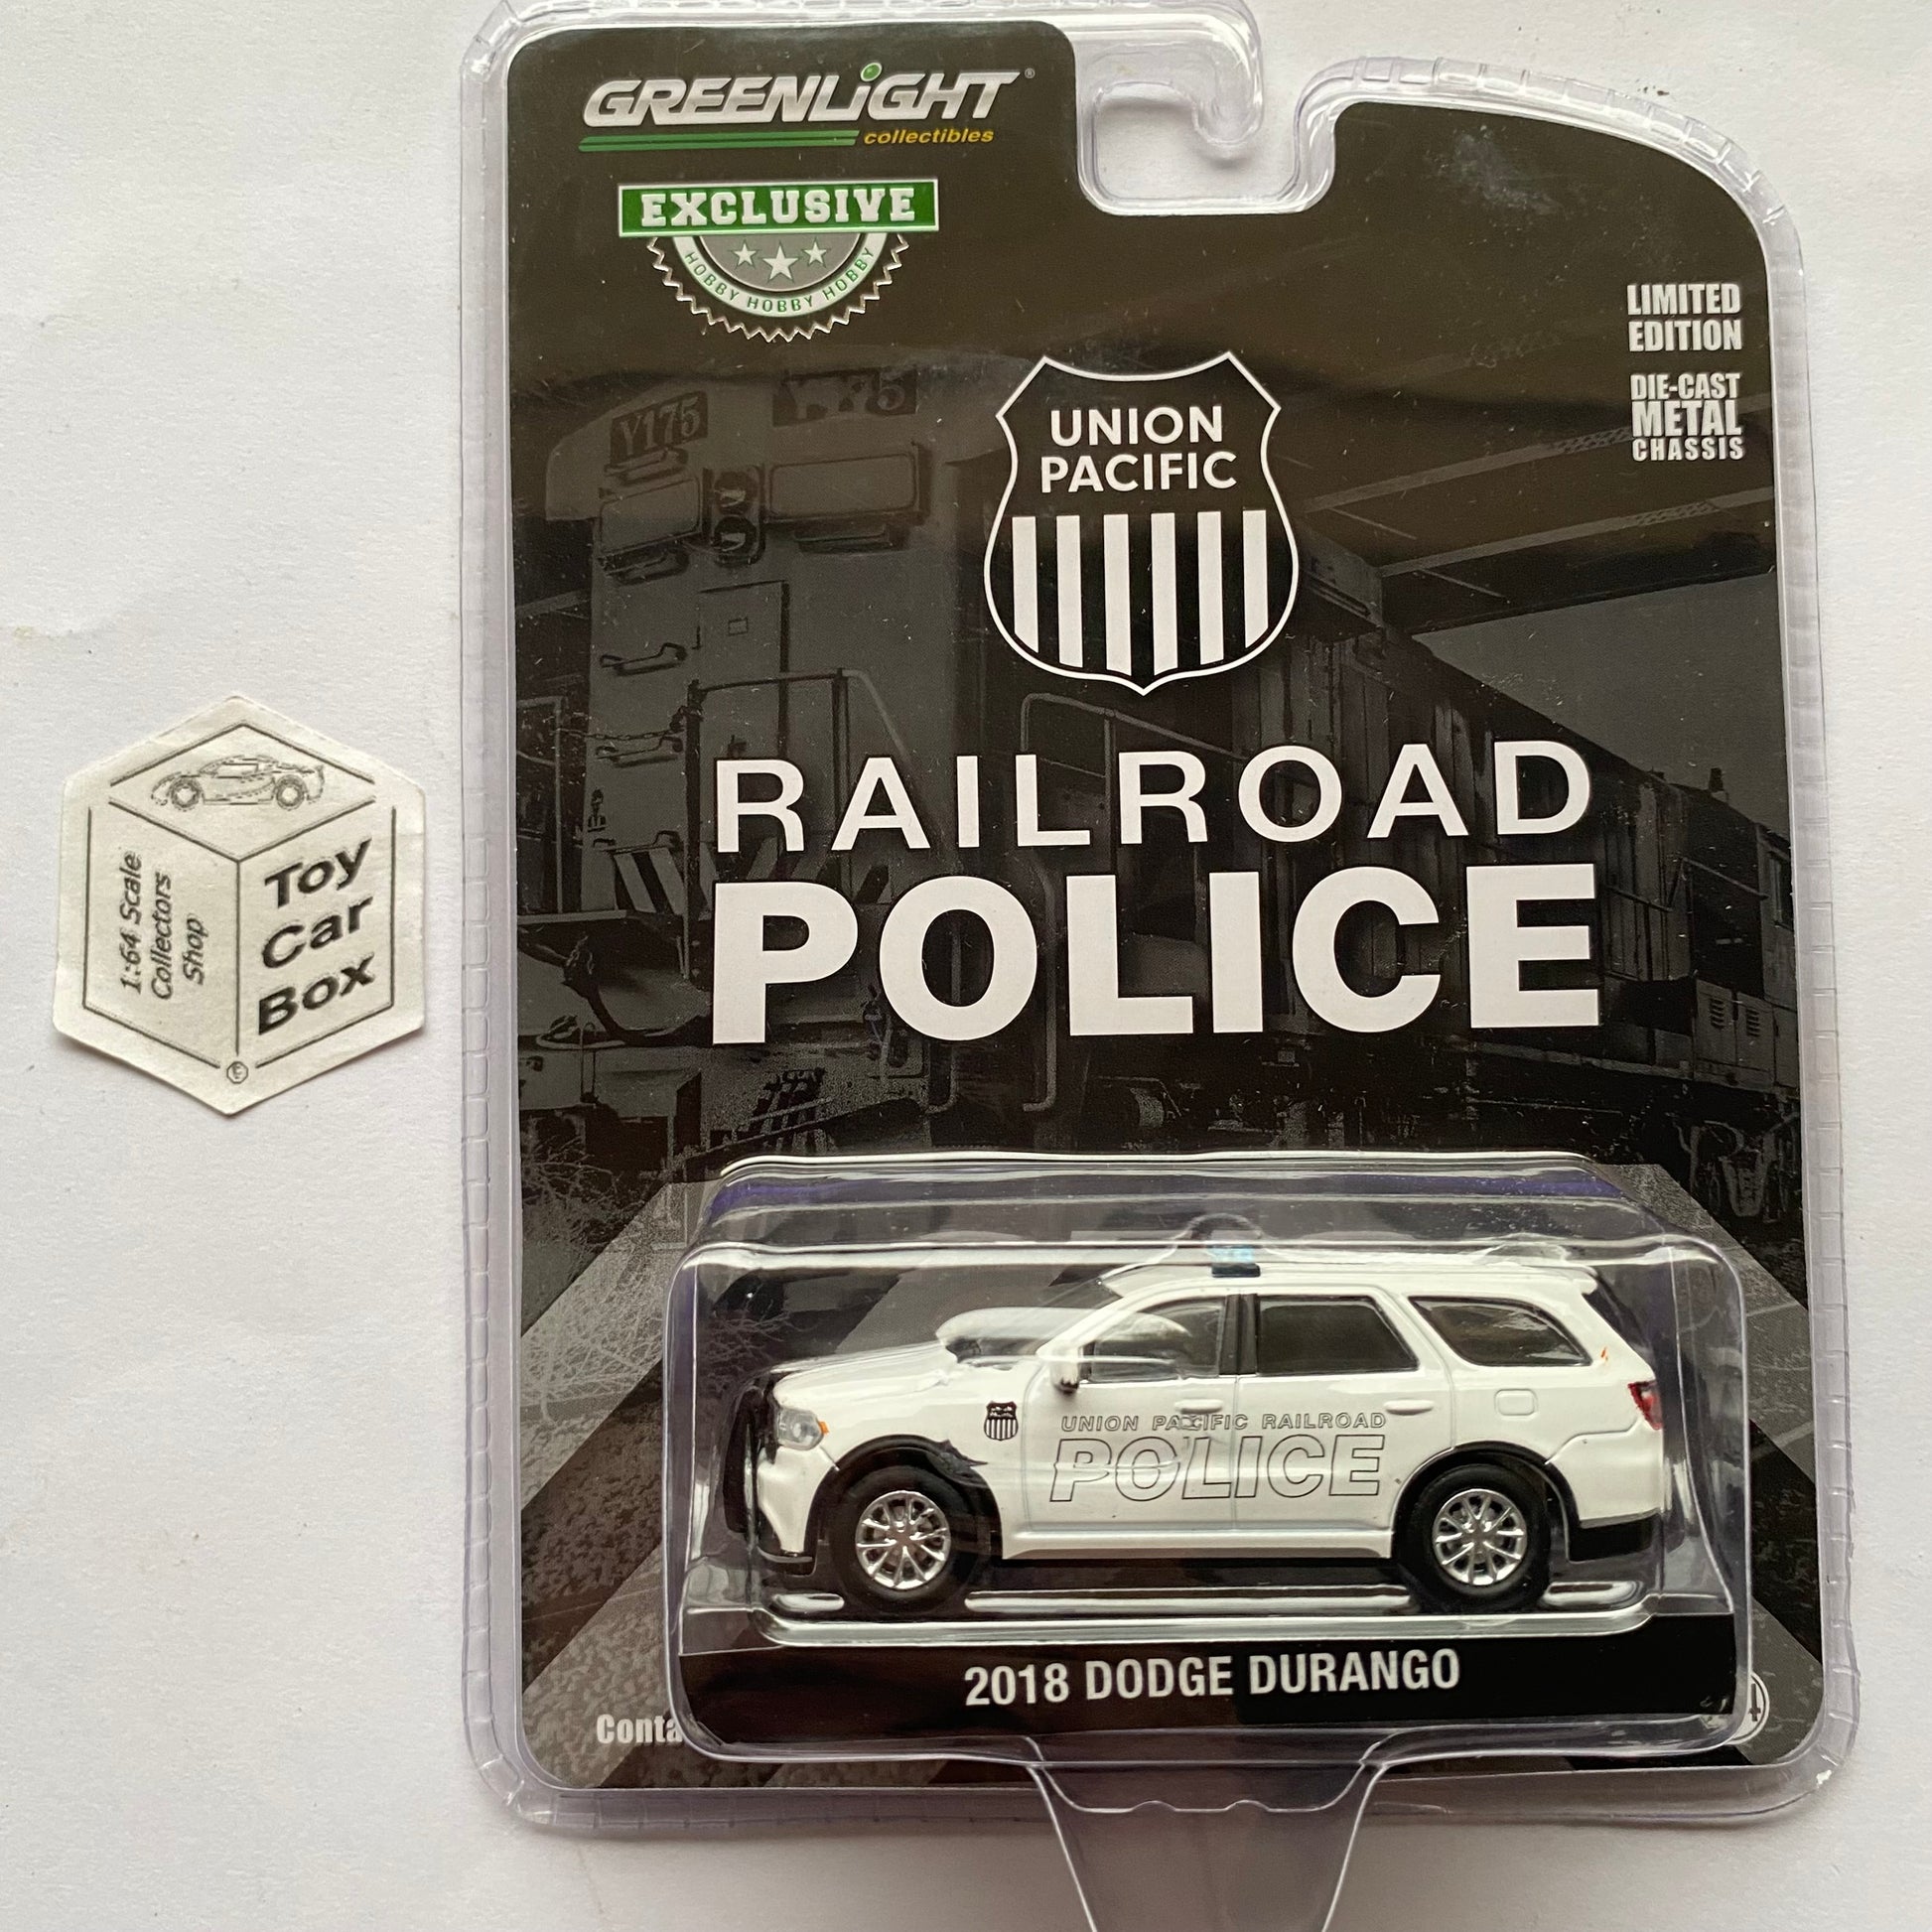 GREENLiGHT®
collectibles
EXCLUSIVE
HOBBY HOBBY HOBBY
LIMITED
EDITION
DIE-CAST
METAL
CHASSIS
Y175
UNION
PACIFIC
RAILROAD
POLICE
1:64 Scale
Collectors
Shop
Toy
Car
Box
UNION PACIFIC RAILROAD
POLICE
2018 DODGE DURANGO
Conta